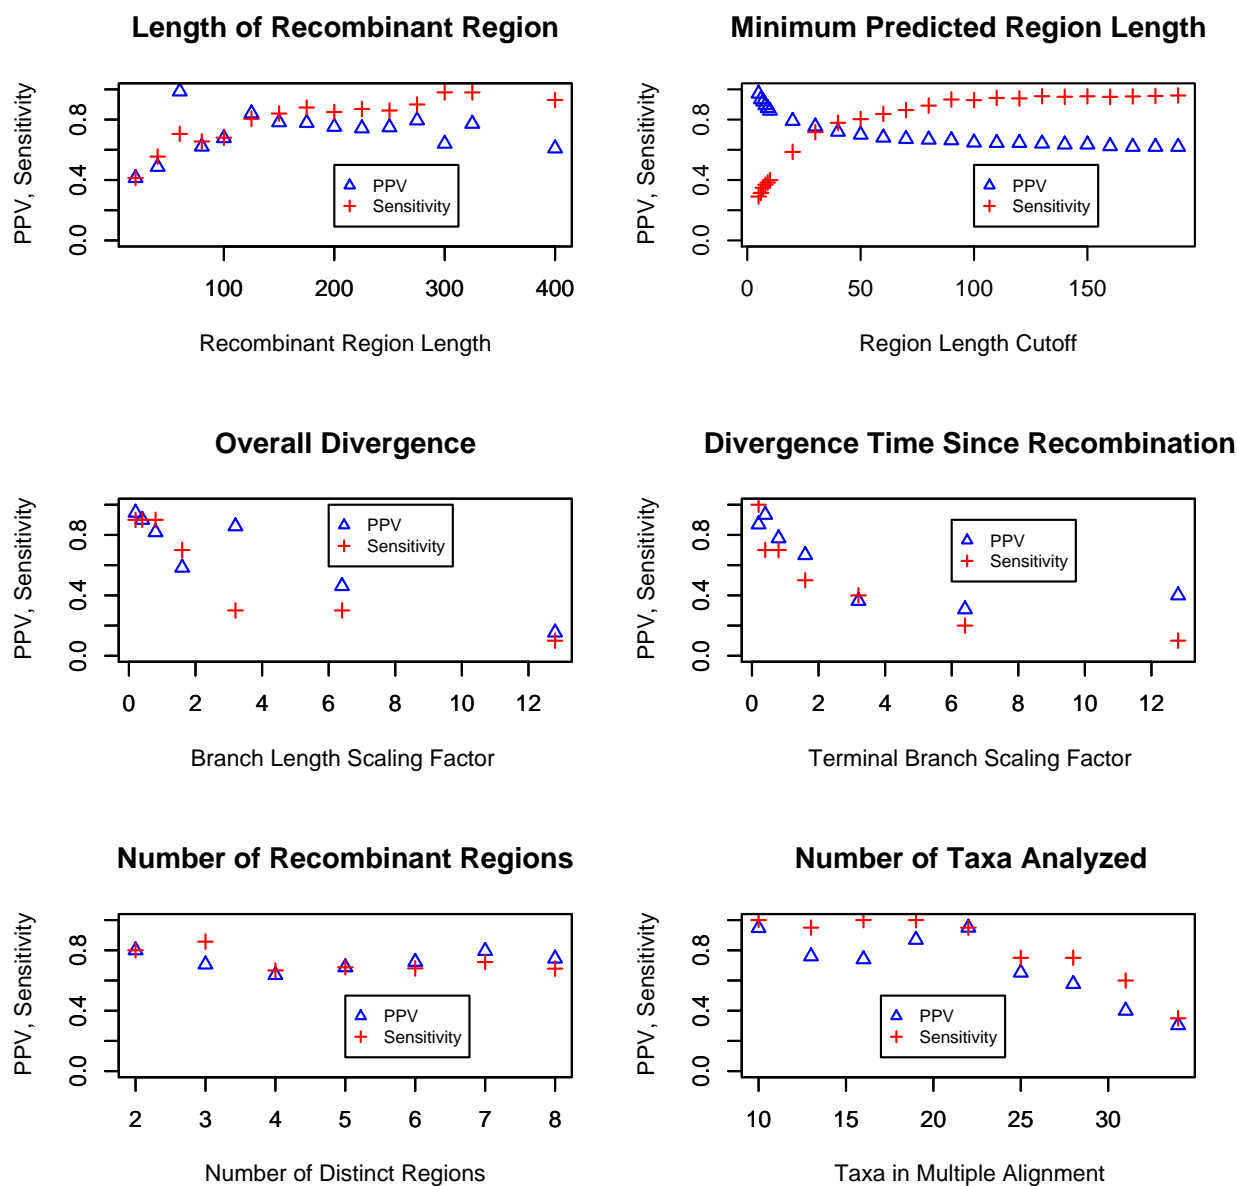 Length of Recombinant Region
PPV, Sensitivity
0.0 0.4 0.8
PPV
Sensitivity
100 200 300 400
Recombinant Region Length
Minimum Predicted Region Length
PPV, Sensitivity
0.0 0.4 0.8
PPV
Sensitivity
0 50 100 150
Region Length Cutoff
Overall Divergence
PPV, Sensitivity
0.0 0.4 0.8
PPV
Sensitivity
0 2 4 6 8 10 12
Branch Length Scaling Factor
Divergence Time Since Recombination
PPV, Sensitivity
0.0 0.4 0.8
PPV
Sensitivity
0 2 4 6 8 10 12
Terminal Branch Scaling Factor
Number of Recombinant Regions
PPV, Sensitivity
0.0 0.4 0.8
PPV
Sensitivity
2 3 4 5 6 7 8
Number of Distinct Regions
Number of Taxa Analyzed
PPV, Sensitivity
0.0 0.4 0.8
PPV
Sensitivity
10 15 20 25 30
Taxa in Multiple Alignment